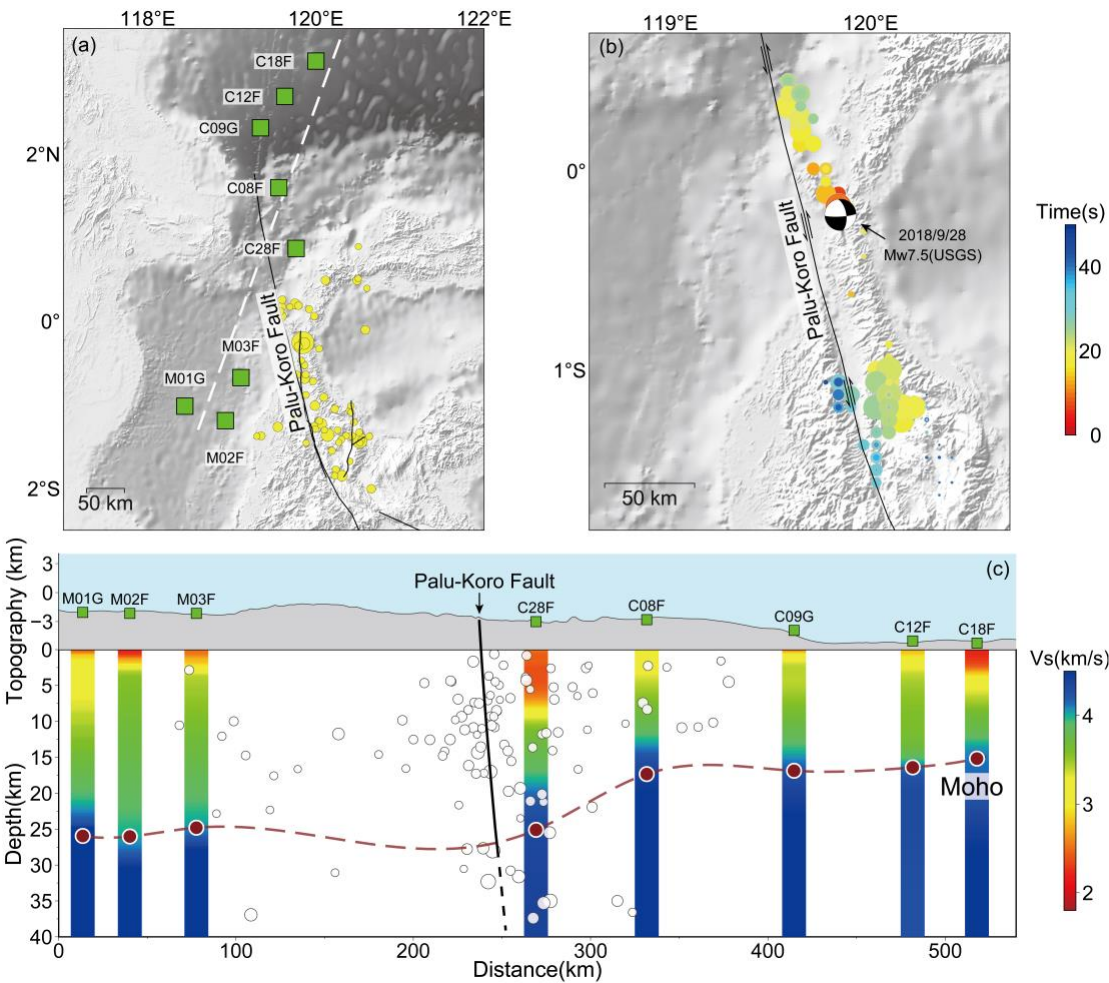 118°E 120°E 122°E
(a)
C18F
C12F
C09G
C08F
C28F
M03F
M01G
M02F
Palu-Koro Fault
2°N
0°
2°S
50 km
119°E 120°E
(b)
0°
1°S
Palu-Koro Fault
2018/9/28
Mw7.5(USGS)
50 km
Time(s)
40
20
0
(c)
Palu-Koro Fault
M01G M02F M03F C28F C08F C09G C12F C18F
Topography (km)
3
0
−3
Depth(km)
0
5
10
15
20
25
30
35
40
Moho
0 100 200 300 400 500
Distance(km)
Vs(km/s)
4
3
2